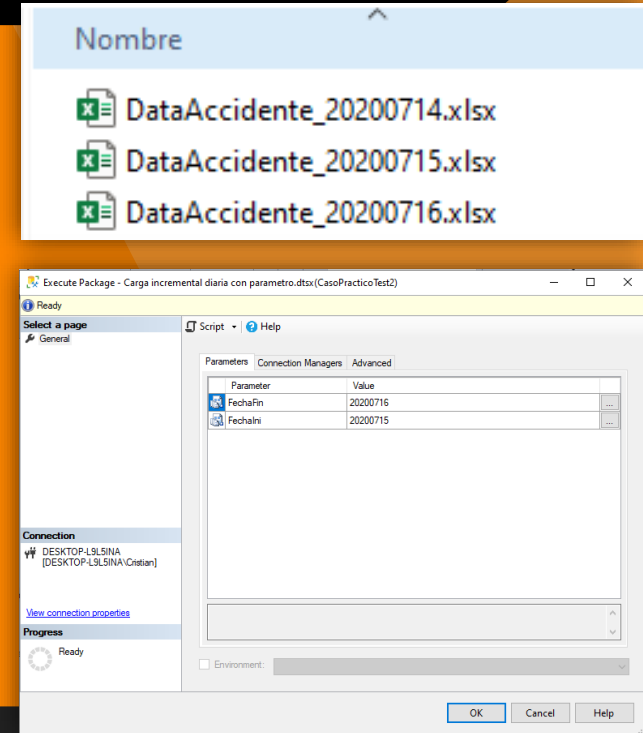 Nombre
DataAccidente_20200714.xlsx
DataAccidente_20200715.xlsx
DataAccidente_20200716.xlsx
Execute Package - Carga incremental diaria con parametro.dtsx(CasoPracticoTest2)
Ready
Select a page
General
Script
Help
Parameters
Connection Managers
Advanced
Parameter
Value
FechaFin
20200716
...
FechaIni
20200715
...
Connection
DESKTOP-L9L5INA
[DESKTOP-L9L5INA\Cristian]
View connection properties
Progress
Ready
Environment:
OK
Cancel
Help